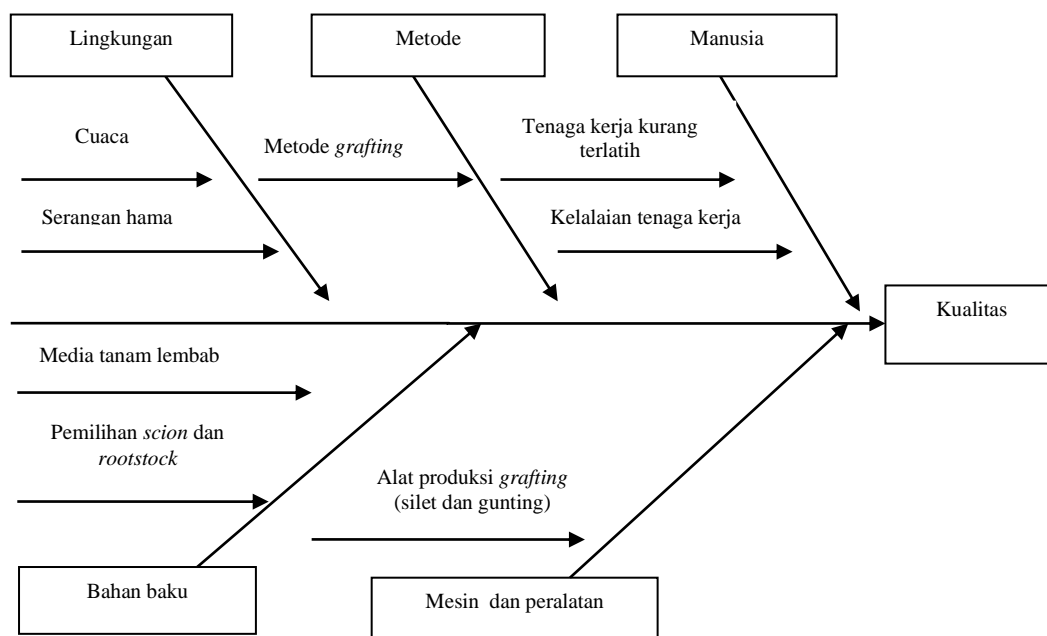 Lingkungan
Metode
Manusia
Cuaca
Metode grafting
Tenaga kerja kurang
terlatih
Serangan hama
Kelalaian tenaga kerja
Kualitas
Media tanam lembab
Pemilihan scion dan
rootstock
Alat produksi grafting
(silet dan gunting)
Bahan baku
Mesin dan peralatan